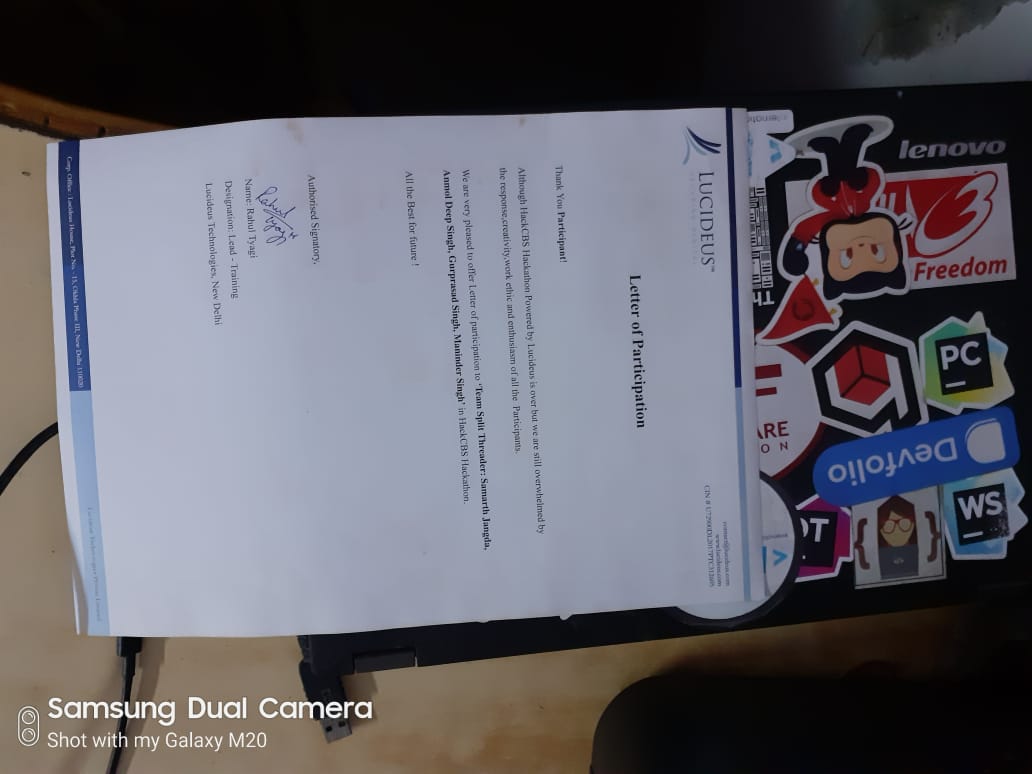 LUCIDEUS™
contact@lucideus.com
www.lucideus.com
CIN # U72900DL2017PTC312605
Letter of Participation
Thank You Participant!
Although HackCBS Hackathon Powered by Lucideus is over but we are still overwhelmed by
the response,creativity,work ethic and enthusiasm of all the Participants.
We are very pleased to offer Letter of participation to 'Team Split Threader: Samarth Jangda,
Anmol Deep Singh, Gurprasad Singh, Maninder Singh' in HackCBS Hackathon.
All the Best for future !
Authorised Signatory,
Rahul Tyagi
Name: Rahul Tyagi
Designation: Lead - Training
Lucideus Technologies, New Delhi
Corp. Office: Lucideus House, Plot No. - 15, Okhla Phase III, New Delhi 110020
Lucideus Technologies Private Limited
lenovo
Freedom
PC
Devfolio
WS
ARE
ON
OT
Th
Samsung Dual Camera
Shot with my Galaxy M20